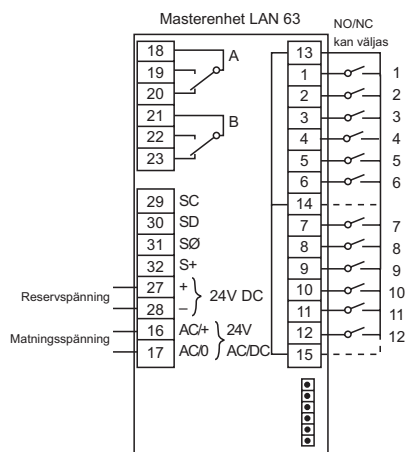 Masterenhet LAN 63
NO/NC
kan väljas
18
19
20
21
22
23
A
B
29 SC
30 SD
31 SØ
32 S+
27 +
28 –
24V DC
16 AC/+
17 AC/0
24V
AC/DC
Reservspänning
Matningsspänning
13
1 1
2 2
3 3
4 4
5 5
6 6
14
7 7
8 8
9 9
10 10
11 11
12 12
15